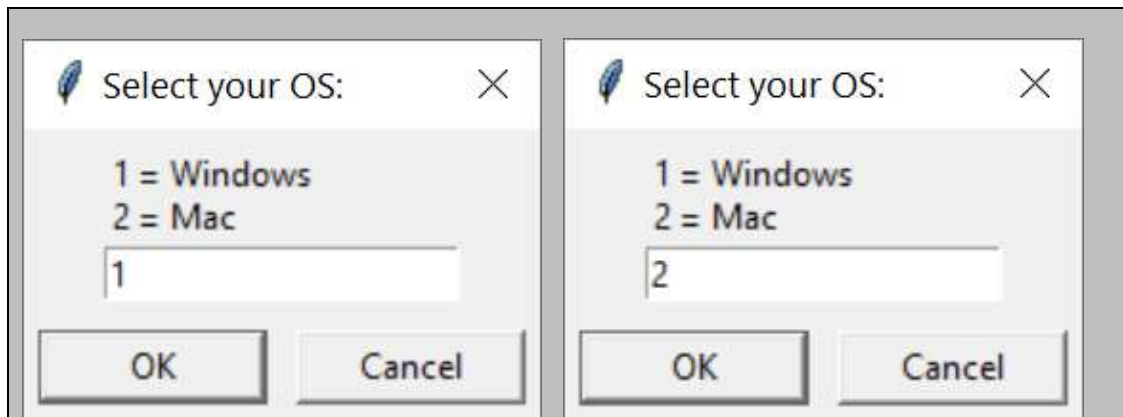 Select your OS:
1 = Windows
2 = Mac
1
OK Cancel
Select your OS:
1 = Windows
2 = Mac
2
OK Cancel